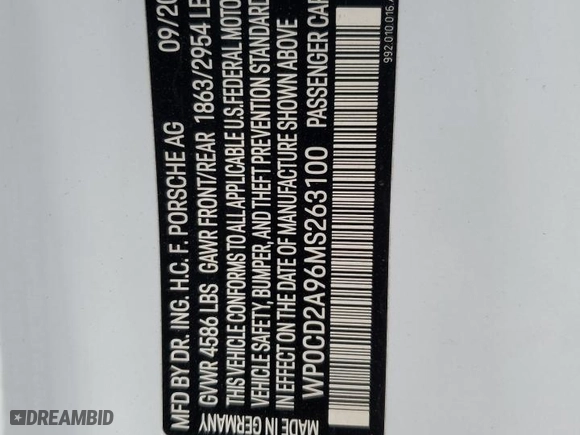 MFD BY DR. ING. H.C. F. PORSCHE AG 09/20
GVWR 4586 LBS GAWR FRONT/REAR 1863/2954 LE
THIS VEHICLE CONFORMS TO ALL APPLICABLE U.S. FEDERAL MOTOR
VEHICLE SAFETY, BUMPER, AND THEFT PREVENTION STANDARD
IN EFFECT ON THE DATE OF MANUFACTURE SHOWN ABOVE
WP0CD2A96MS263100 PASSENGER CAR
MADE IN GERMANY
992.010.016.
DREAMBID